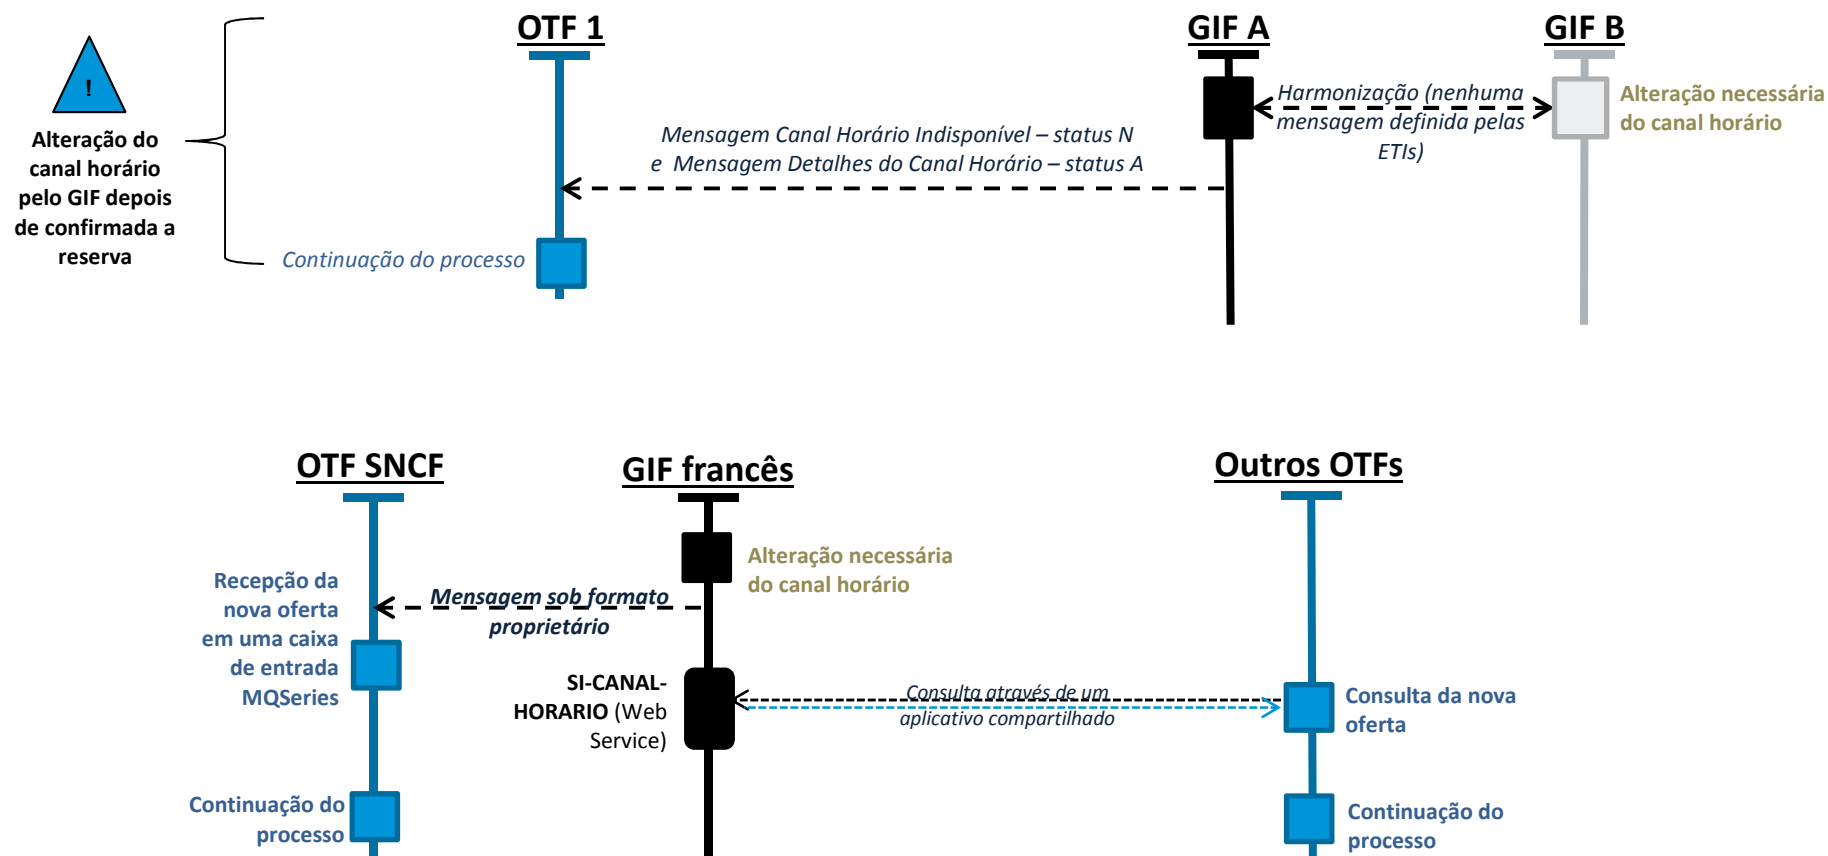 OTF 1
GIF A
GIF B
!
Alteração do
canal horário
pelo GIF depois
de confirmada a
reserva
Mensagem Canal Horário Indisponível – status N
e Mensagem Detalhes do Canal Horário – status A
Harmonização (nenhuma
mensagem definida pelas
ETIs)
Alteração necessária
do canal horário
Continuação do processo
OTF SNCF
GIF francês
Outros OTFs
Alteração necessária
do canal horário
Recepção da
nova oferta
em uma caixa
de entrada
MQSeries
Mensagem sob formato
proprietário
SI-CANAL-
HORARIO (Web
Service)
Consulta através de um
aplicativo compartilhado
Consulta da nova
oferta
Continuação do
processo
Continuação do
processo